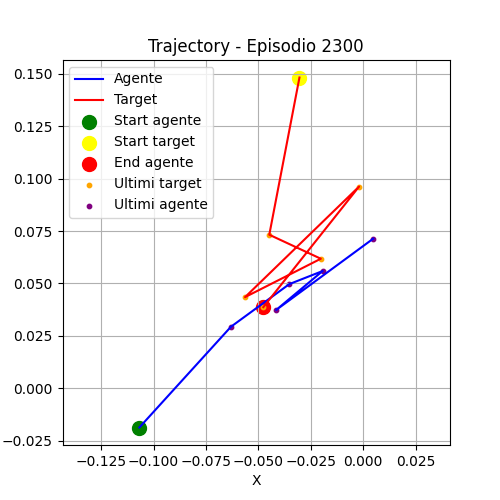 Trajectory - Episodio 2300
Agente
Target
Start agente
Start target
End agente
Ultimi target
Ultimi agente
0.150
0.125
0.100
0.075
0.050
0.025
0.000
−0.025
−0.125 −0.100 −0.075 −0.050 −0.025 0.000 0.025
X